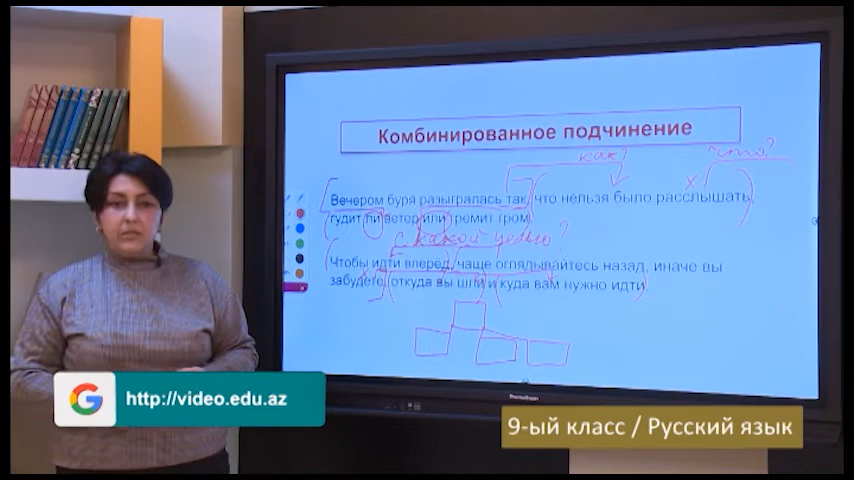 Комбинированное подчинение
как? что?
Вечером буря разыгралась так, что нельзя было расслышать,
гудит ли ветер или гремит гром.
с какой целью?
Чтобы идти вперёд, чаще оглядывайтесь назад, иначе вы
забудете, откуда вы шли и куда вам нужно идти
http://video.edu.az
9-ый класс / Русский язык